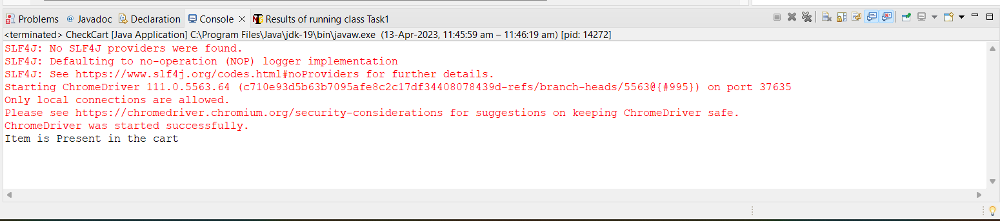 Problems @ Javadoc Declaration Console Results of running class Task1
<terminated> CheckCart [Java Application] C:\Program Files\Java\jdk-19\bin\javaw.exe (13-Apr-2023, 11:45:59 am – 11:46:19 am) [pid: 14272]
SLF4J: No SLF4J providers were found.
SLF4J: Defaulting to no-operation (NOP) logger implementation
SLF4J: See https://www.slf4j.org/codes.html#noProviders for further details.
Starting ChromeDriver 111.0.5563.64 (c710e93d5b63b7095afe8c2c17df34408078439d-refs/branch-heads/5563@{#995}) on port 37635
Only local connections are allowed.
Please see https://chromedriver.chromium.org/security-considerations for suggestions on keeping ChromeDriver safe.
ChromeDriver was started successfully.
Item is Present in the cart